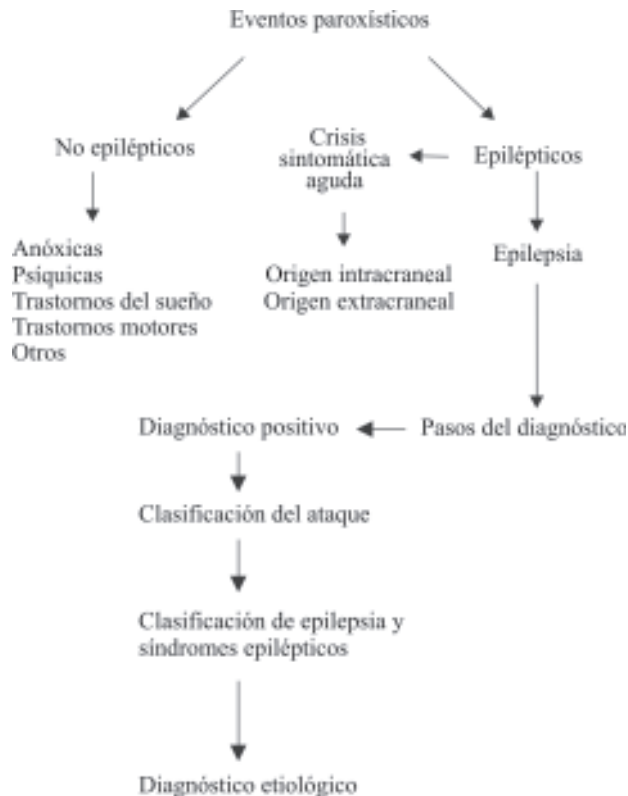 Eventos paroxísticos
No epilépticos
Crisis
sintomática
aguda
Epilépticos
Anóxicas
Psíquicas
Trastornos del sueño
Trastornos motores
Otros
Origen intracraneal
Origen extracraneal
Epilepsia
Diagnóstico positivo
Pasos del diagnóstico
Clasificación del ataque
Clasificación de epilepsia y
síndromes epilépticos
Diagnóstico etiológico